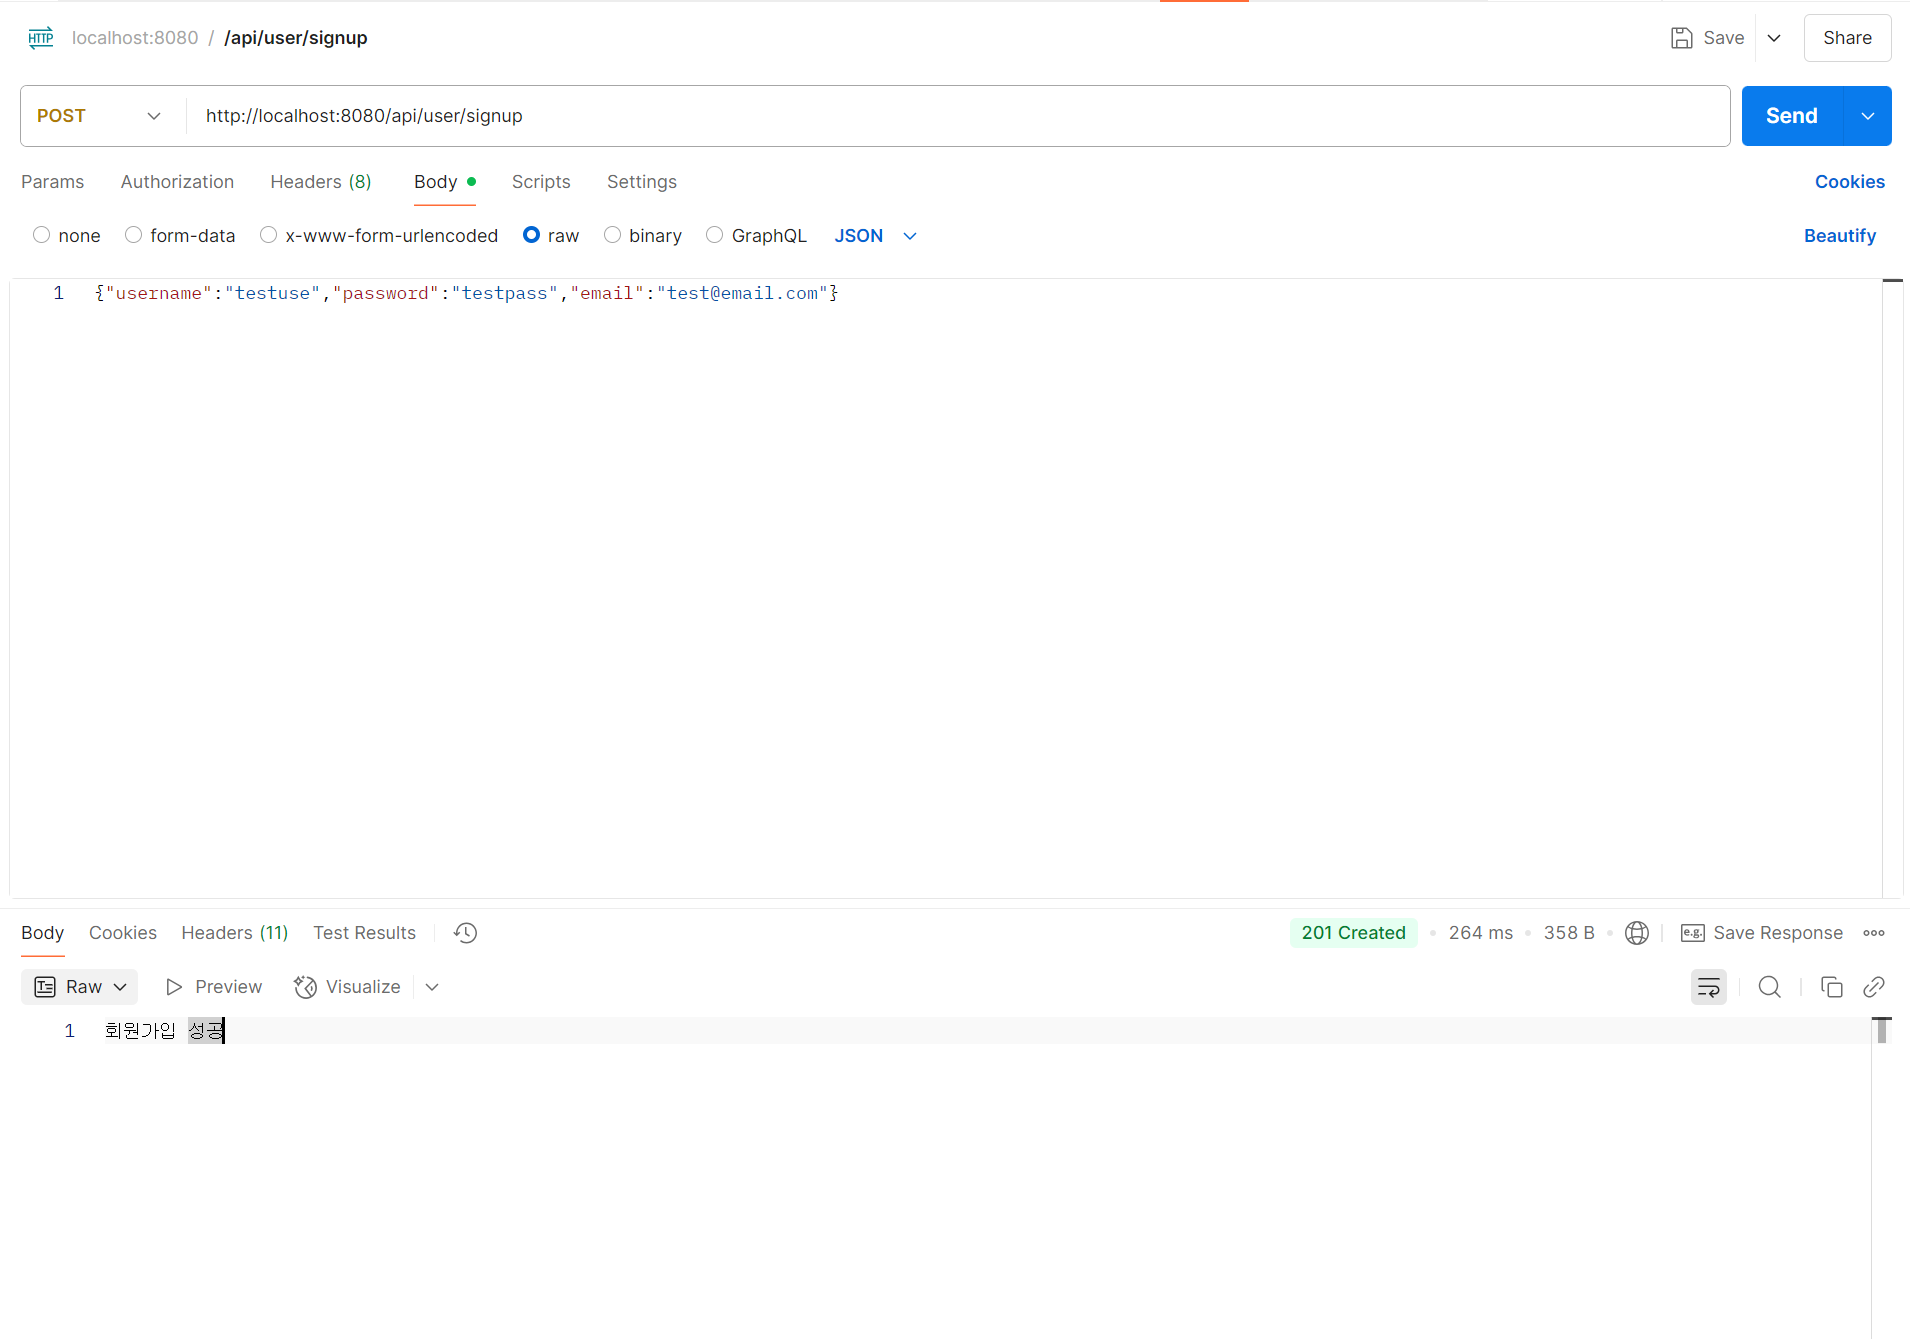 HTTP localhost:8080 / /api/user/signup Save Share
POST http://localhost:8080/api/user/signup Send
Params Authorization Headers (8) Body Scripts Settings Cookies
none form-data x-www-form-urlencoded raw binary GraphQL JSON Beautify
1 {"username":"testuse","password":"testpass","email":"test@email.com"}
Body Cookies Headers (11) Test Results 201 Created 264 ms 358 B e.g. Save Response
Raw Preview Visualize
1 회원가입 성공